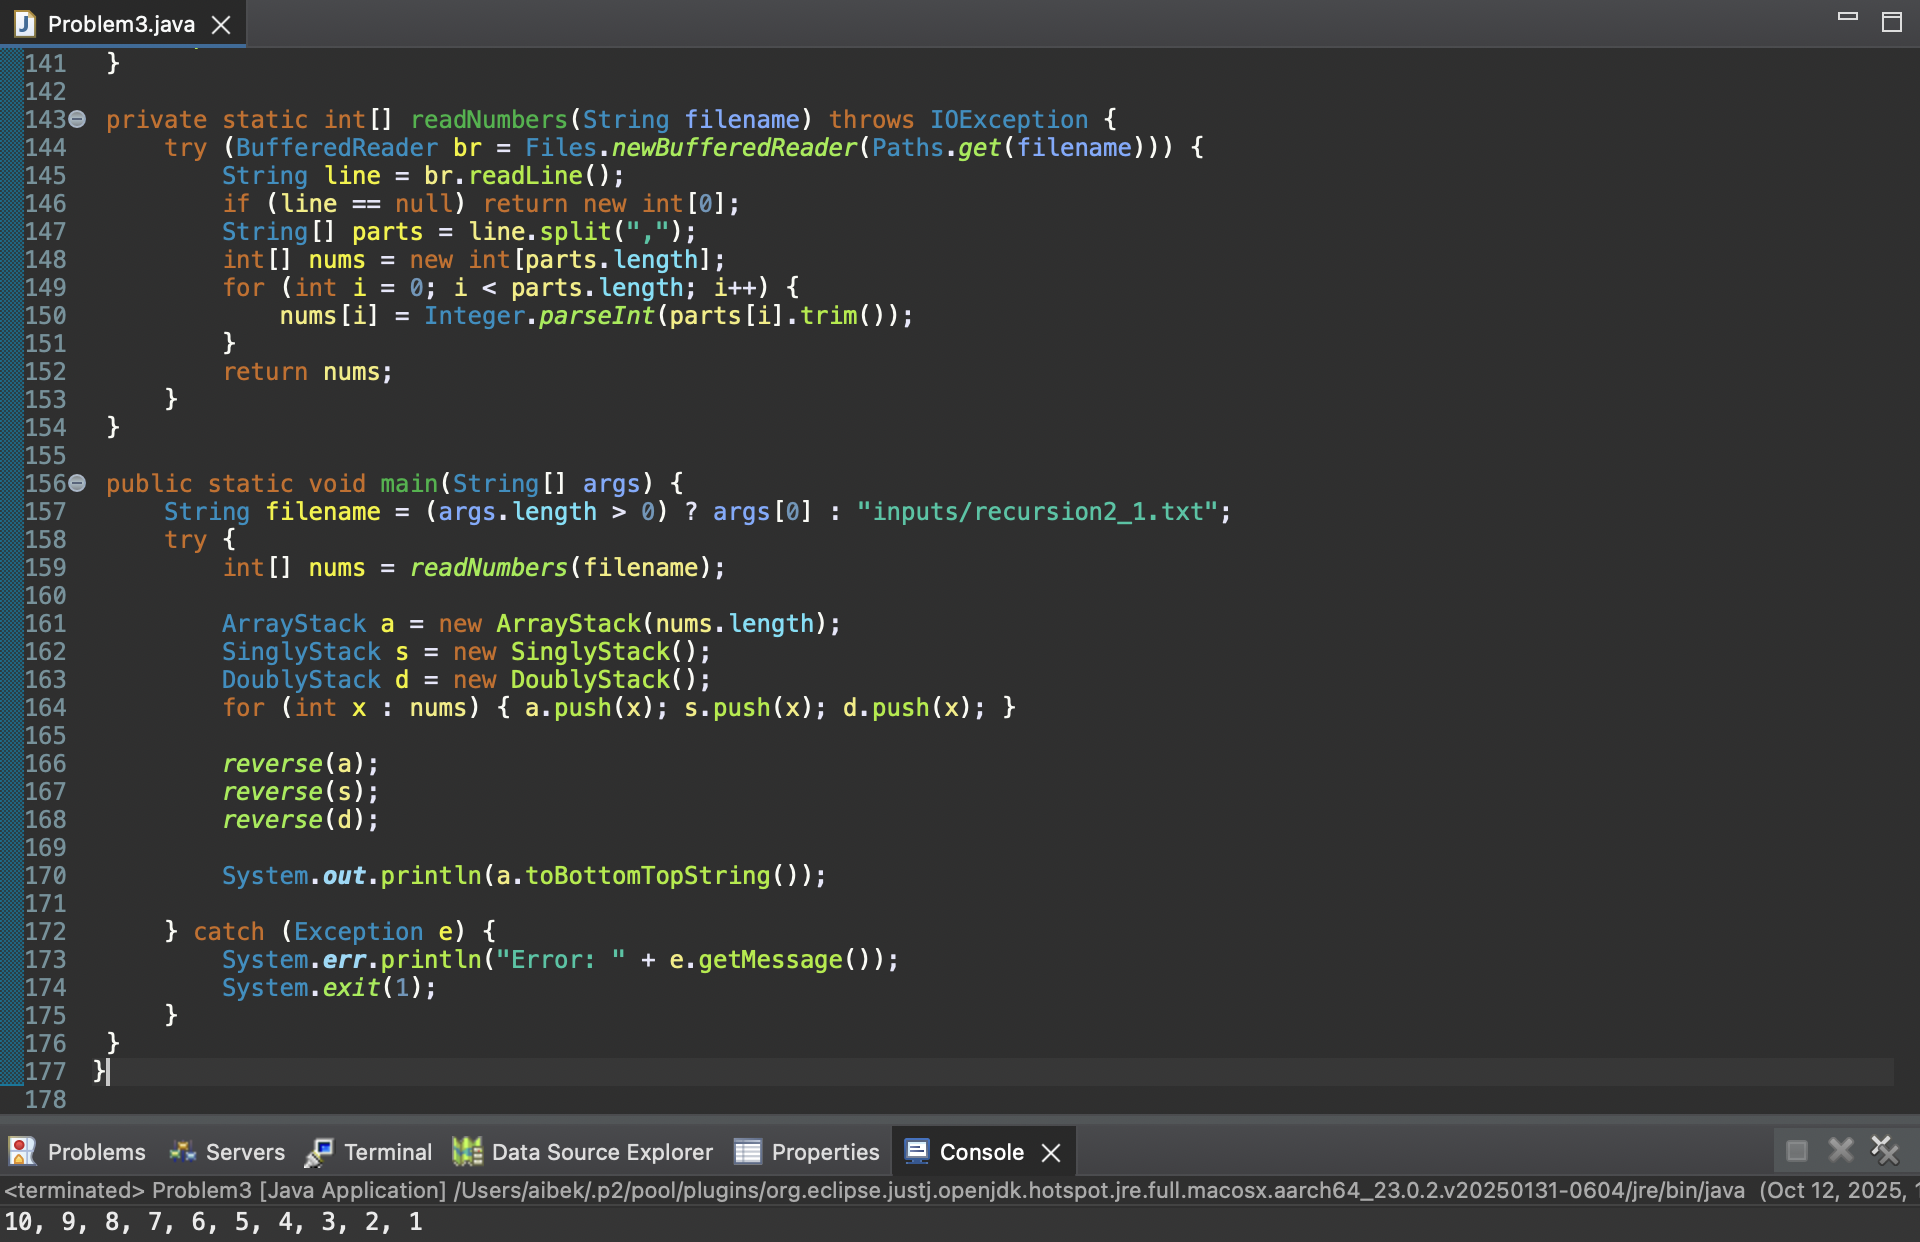 Problem3.java
141 }
142
143 private static int[] readNumbers(String filename) throws IOException {
144 try (BufferedReader br = Files.newBufferedReader(Paths.get(filename))) {
145 String line = br.readLine();
146 if (line == null) return new int[0];
147 String[] parts = line.split(",");
148 int[] nums = new int[parts.length];
149 for (int i = 0; i < parts.length; i++) {
150 nums[i] = Integer.parseInt(parts[i].trim());
151 }
152 return nums;
153 }
154 }
155
156 public static void main(String[] args) {
157 String filename = (args.length > 0) ? args[0] : "inputs/recursion2_1.txt";
158 try {
159 int[] nums = readNumbers(filename);
160
161 ArrayStack a = new ArrayStack(nums.length);
162 SinglyStack s = new SinglyStack();
163 DoublyStack d = new DoublyStack();
164 for (int x : nums) { a.push(x); s.push(x); d.push(x); }
165
166 reverse(a);
167 reverse(s);
168 reverse(d);
169
170 System.out.println(a.toBottomTopString());
171
172 } catch (Exception e) {
173 System.err.println("Error: " + e.getMessage());
174 System.exit(1);
175 }
176 }
177 }
178
Problems Servers Terminal Data Source Explorer Properties Console
<terminated> Problem3 [Java Application] /Users/aibek/.p2/pool/plugins/org.eclipse.justj.openjdk.hotspot.jre.full.macosx.aarch64_23.0.2.v20250131-0604/jre/bin/java (Oct 12, 2025,
10, 9, 8, 7, 6, 5, 4, 3, 2, 1